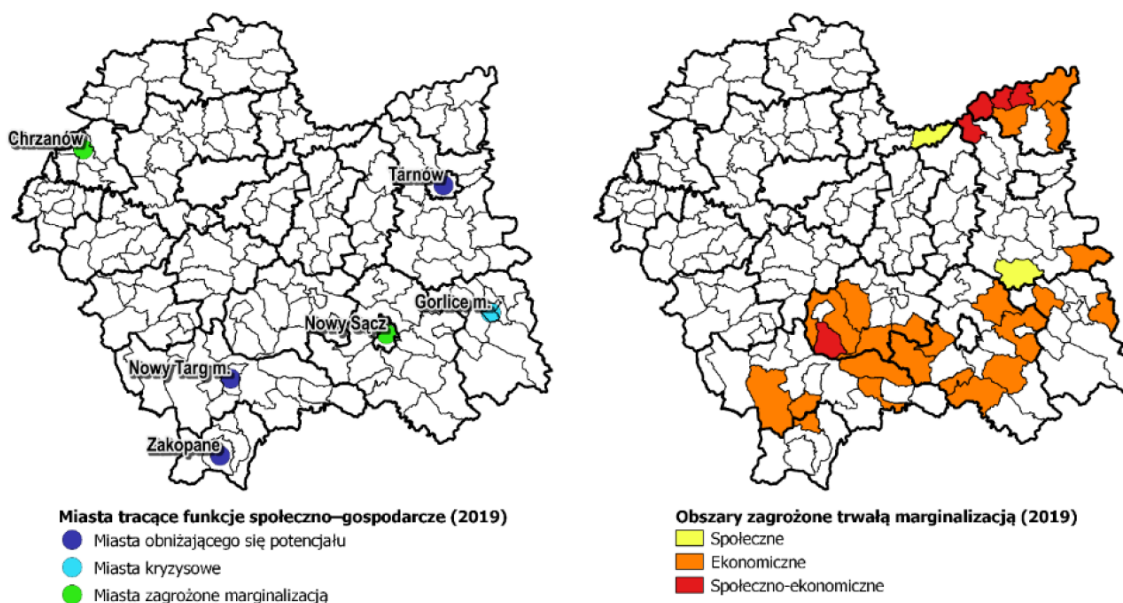 Chrzanów
Tarnów
Gorlice m.
Nowy Sącz
Nowy Targ m.
Zakopane
Miasta tracące funkcje społeczno–gospodarcze (2019)
Miasta obniżającego się potencjału
Miasta kryzysowe
Miasta zagrożone marginalizacją
Obszary zagrożone trwałą marginalizacją (2019)
Społeczne
Ekonomiczne
Społeczno-ekonomiczne